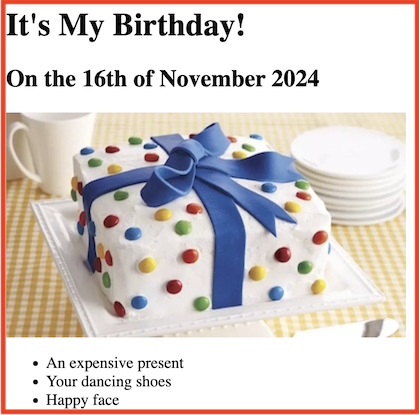 It's My Birthday!
On the 16th of November 2024
An expensive present
Your dancing shoes
Happy face